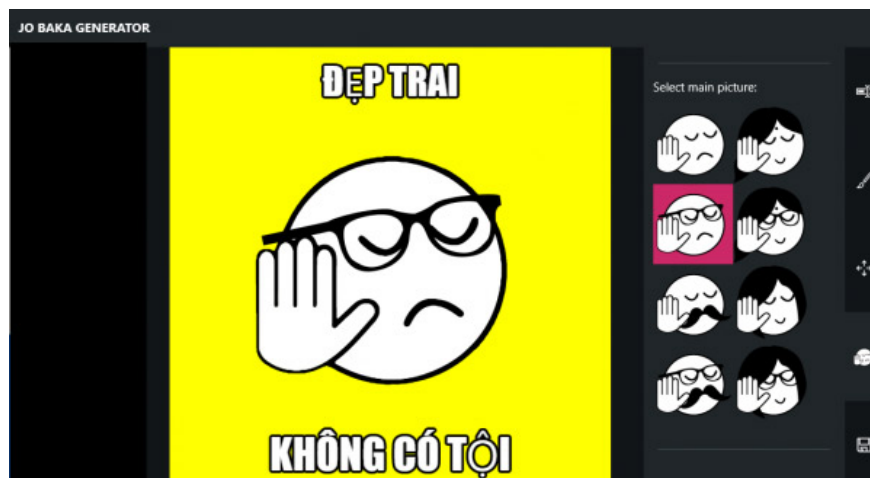 JO BAKA GENERATOR
ĐẸP TRAI
Select main picture:
KHÔNG CÓ TỘI